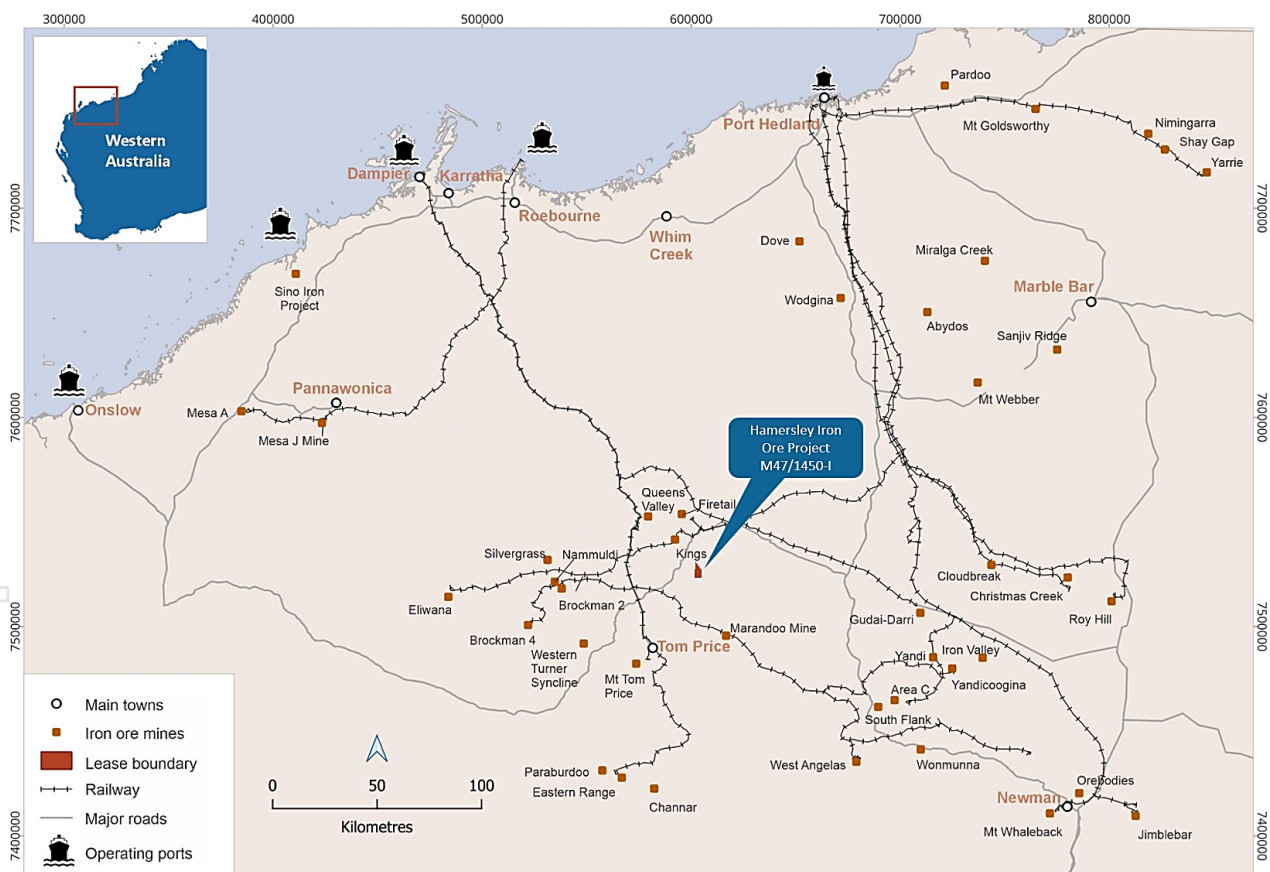 300000
400000
500000
600000
700000
800000
Western
Australia
Pardoo
Port Hedland
Mt Goldsworthy
Nimingarra
Shay Gap
Yarrie
Dampier
Karratha
Roebourne
Whim
Creek
7700000
7700000
Dove
Miralga Creek
Sino Iron
Project
Wodgina
Marble Bar
Abydos
Sanjiv Ridge
Onslow
Pannawonica
Mesa A
Mesa J Mine
Mt Webber
7600000
7600000
Hamersley Iron
Ore Project
M47/1450-I
Queens
Valley
Firetail
Kings
Silvergrass
Nammuldi
Eliwana
Brockman 2
Brockman 4
Cloudbreak
Christmas Creek
Roy Hill
7500000
7500000
Gudai-Darri
Marandoo Mine
Tom Price
Western
Turner
Syncline
Mt Tom
Price
Yandi
Iron Valley
Yandicoogina
Area C
South Flank
West Angelas
Wonmunna
Paraburdoo
Eastern Range
Channar
Orebodies
Newman
Mt Whaleback
Jimblebar
7400000
7400000
0
50
100
Kilometres
Main towns
Iron ore mines
Lease boundary
Railway
Major roads
Operating ports